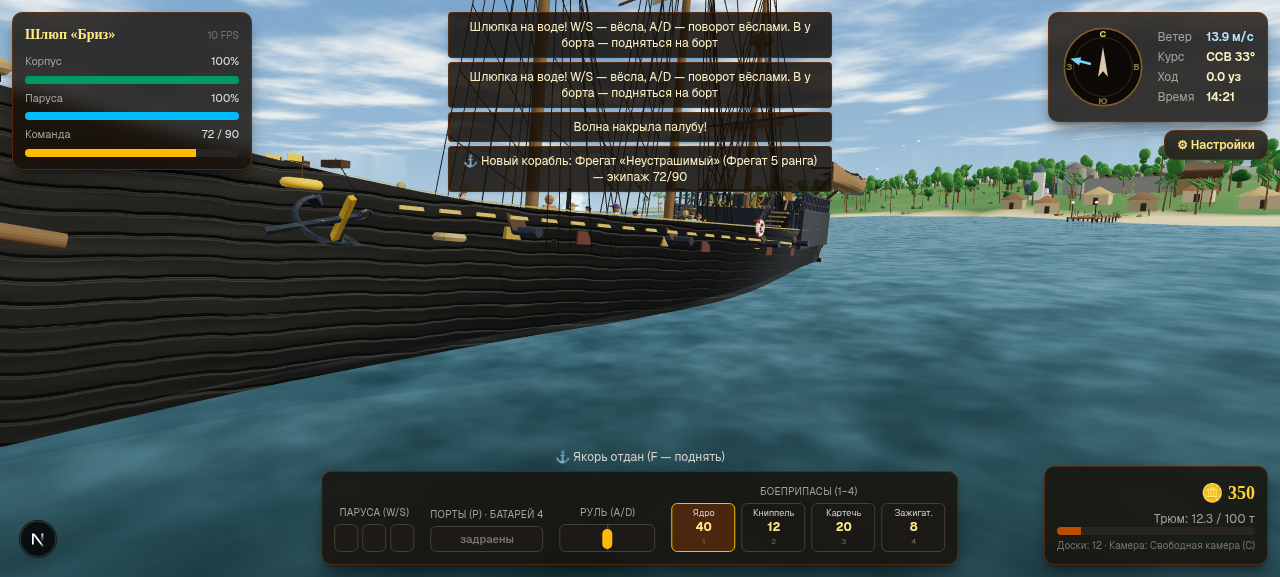 Шлюп «Бриз»
10 FPS
Корпус
100%
Паруса
100%
Команда
72 / 90
Шлюпка на воде! W/S — вёсла, A/D — поворот вёслами. В у
борта — подняться на борт
Шлюпка на воде! W/S — вёсла, A/D — поворот вёслами. В у
борта — подняться на борт
Волна накрыла палубу!
⚓ Новый корабль: Фрегат «Неустрашимый» (Фрегат 5 ранга)
— экипаж 72/90
С
З
В
Ю
Ветер 13.9 м/с
Курс ССВ 33°
Ход 0.0 уз
Время 14:21
⚙ Настройки
⚓ Якорь отдан (F — поднять)
ПАРУСА (W/S)
ПОРТЫ (P) · БАТАРЕЙ 4
задраены
РУЛЬ (A/D)
БОЕПРИПАСЫ (1–4)
Ядро
40
1
Книппель
12
2
Картечь
20
3
Зажигат.
8
4
350
Трюм: 12.3 / 100 т
Доски: 12 · Камера: Свободная камера (C)
N